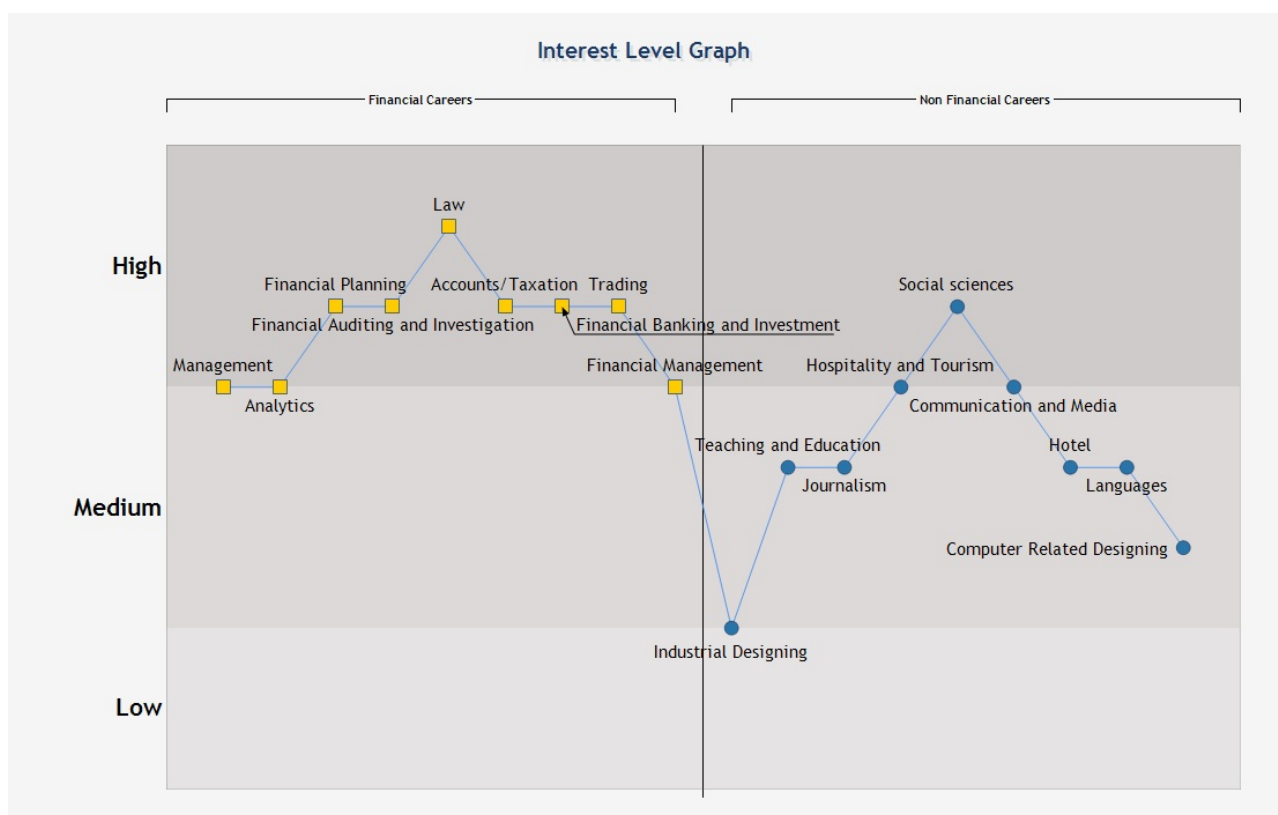 Interest Level Graph
Financial Careers
Non Financial Careers
Law
High
Financial Planning
Accounts/Taxation
Trading
Social sciences
Financial Auditing and Investigation
Financial Banking and Investment
Management
Financial Management
Hospitality and Tourism
Analytics
Communication and Media
Teaching and Education
Hotel
Journalism
Languages
Medium
Computer Related Designing
Industrial Designing
Low